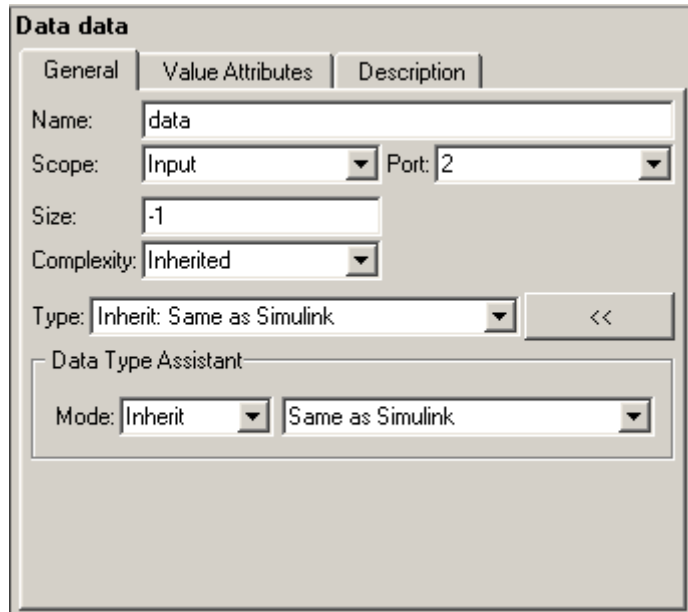 Data data
General Value Attributes Description
Name: data
Scope: Input Port: 2
Size: -1
Complexity: Inherited
Type: Inherit: Same as Simulink <<
Data Type Assistant
Mode: Inherit Same as Simulink